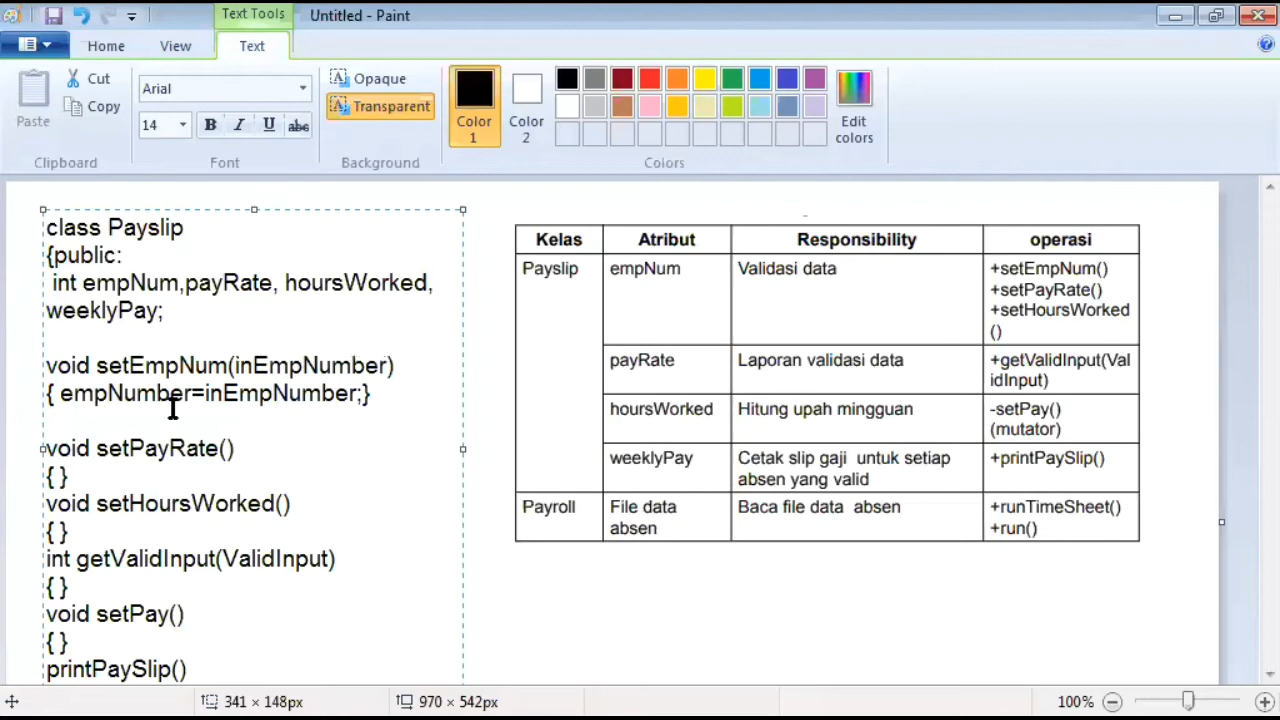 Text Tools
Untitled - Paint
Home
View
Text
Cut
Copy
Paste
Clipboard
Arial
14
B I U abc
Font
Opaque
Transparent
Background
Color 1
Color 2
Edit colors
Colors
class Payslip
{public:
int empNum,payRate, hoursWorked,
weeklyPay;
void setEmpNum(inEmpNumber)
{ empNumber=inEmpNumber;}
void setPayRate()
{ }
void setHoursWorked()
{ }
int getValidInput(ValidInput)
{ }
void setPay()
{ }
printPaySlip()
Kelas Atribut Responsibility operasi
Payslip empNum Validasi data +setEmpNum()
+setPayRate()
+setHoursWorked
()
payRate Laporan validasi data +getValidInput(Val
idInput)
hoursWorked Hitung upah mingguan -setPay()
(mutator)
weeklyPay Cetak slip gaji untuk setiap +printPaySlip()
absen yang valid
Payroll File data Baca file data absen +runTimeSheet()
absen +run()
341 × 148px
970 × 542px
100%